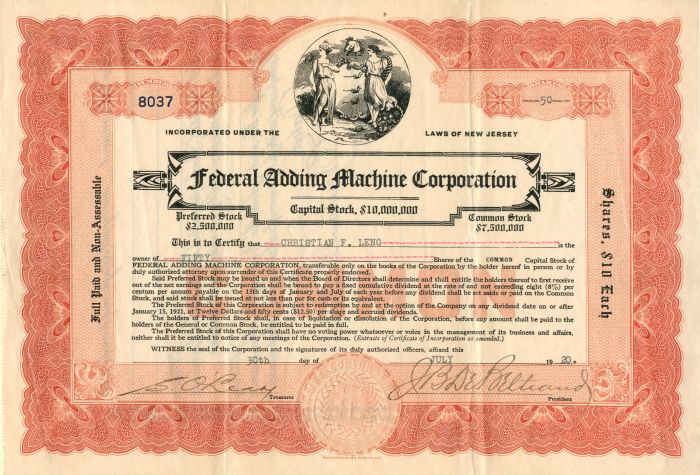 NUMBER
8037
SHARES
50
INCORPORATED UNDER THE LAWS OF NEW JERSEY
Federal Adding Machine Corporation
Capital Stock, $10,000,000
Preferred Stock
$2,500,000
Common Stock
$7,500,000
Full Paid and Non-Assessable
Shares, $10 Each
This is to Certify that CHRISTIAN F. LENG is the
owner of FIFTY Shares of the COMMON Capital Stock of
FEDERAL ADDING MACHINE CORPORATION, transferable only on the books of the Corporation by the holder hereof in person or by
duly authorized attorney upon surrender of this Certificate properly endorsed.
Said Preferred Stock may be issued as and when the Board of Directors shall determine and shall entitle the holders thereof to first receive
out of the net earnings and the Corporation shall be bound to pay a fixed cumulative dividend at the rate of and not exceeding eight (8%) per
centum per annum payable on the 15th days of January and July of each year before any dividend shall be set aside or paid on the Common
Stock, and said stock shall be issued at not less than par for cash or its equivalent.
The Preferred Stock of this Corporation is subject to redemption by and at the option of the Company on any dividend date on or after
January 15, 1921, at Twelve Dollars and fifty cents ($12.50) per share and accrued dividends.
The holders of Preferred Stock shall, in case of liquidation or dissolution of the Corporation, before any amount shall be paid to the
holders of the General or Common Stock, be entitled to be paid in full.
The Preferred Stock of this Corporation shall have no voting power whatsoever or voice in the management of its business and affairs,
neither shall it be entitled to notice of any meetings of the Corporation. (Extracts of Certificate of Incorporation as amended.)
WITNESS the seal of the Corporation and the signatures of its duly authorized officers, affixed this
30th day of JULY 1920.
Treasurer
President